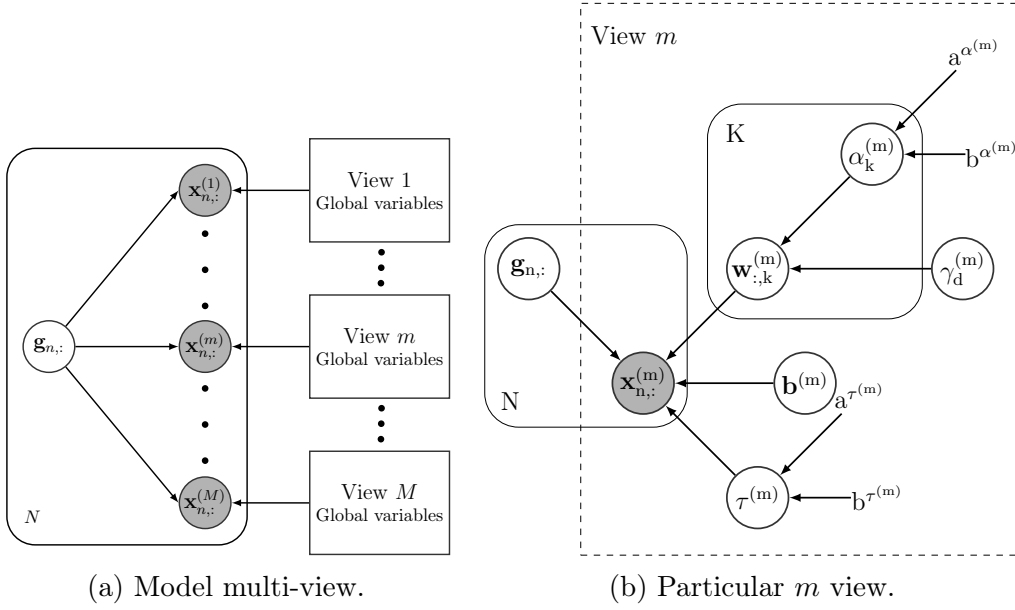 View 1
Global variables
x_{n,:}^{(1)}
g_{n,:}
x_{n,:}^{(m)}
View m
Global variables
x_{n,:}^{(M)}
View M
Global variables
N
(a) Model multi-view.
View m
a^{α^{(m)}}
K
α_k^{(m)}
b^{α^{(m)}}
g_{n,:}
w_{:,k}^{(m)}
γ_d^{(m)}
N
x_{n,:}^{(m)}
b^{(m)}
a^{τ^{(m)}}
τ^{(m)}
b^{τ^{(m)}}
(b) Particular m view.